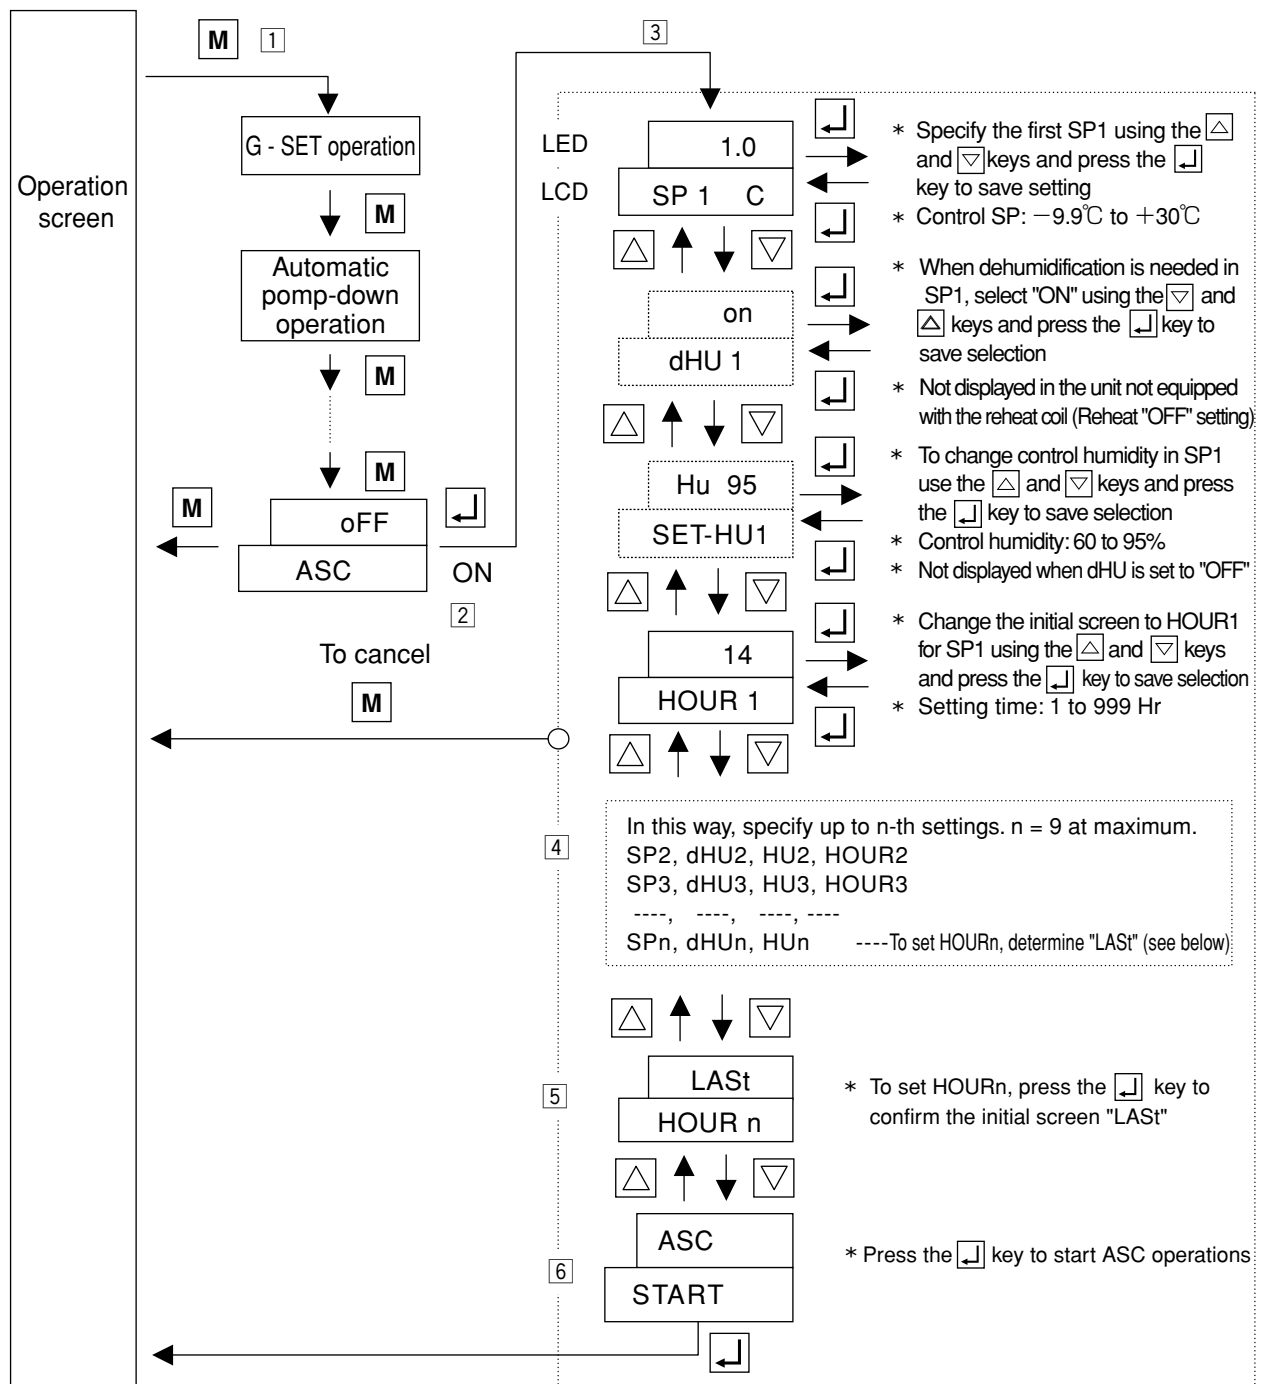 M 1
3
G - SET operation
Operation
screen
M
Automatic
pomp-down
operation
M
M
M
oFF
ASC
ON
2
To cancel
M
LED
LCD
1.0
SP 1 C
* Specify the first SP1 using the △
and ▽ keys and press the ↵
key to save setting
* Control SP: −9.9℃ to +30℃
△ ▽
on
dHU 1
* When dehumidification is needed in
SP1, select "ON" using the ▽ and
△ keys and press the ↵ key to
save selection
* Not displayed in the unit not equipped
with the reheat coil (Reheat "OFF" setting)
△ ▽
Hu 95
SET-HU1
* To change control humidity in SP1
use the △ and ▽ keys and press
the ↵ key to save selection
* Control humidity: 60 to 95%
* Not displayed when dHU is set to "OFF"
△ ▽
14
HOUR 1
* Change the initial screen to HOUR1
for SP1 using the △ and ▽ keys
and press the ↵ key to save selection
* Setting time: 1 to 999 Hr
△ ▽
4
In this way, specify up to n-th settings. n = 9 at maximum.
SP2, dHU2, HU2, HOUR2
SP3, dHU3, HU3, HOUR3
----, ----, ----, ----
SPn, dHUn, HUn ----To set HOURn, determine "LASt" (see below)
△ ▽
5
LASt
HOUR n
* To set HOURn, press the ↵ key to
confirm the initial screen "LASt"
△ ▽
6
ASC
START
* Press the ↵ key to start ASC operations